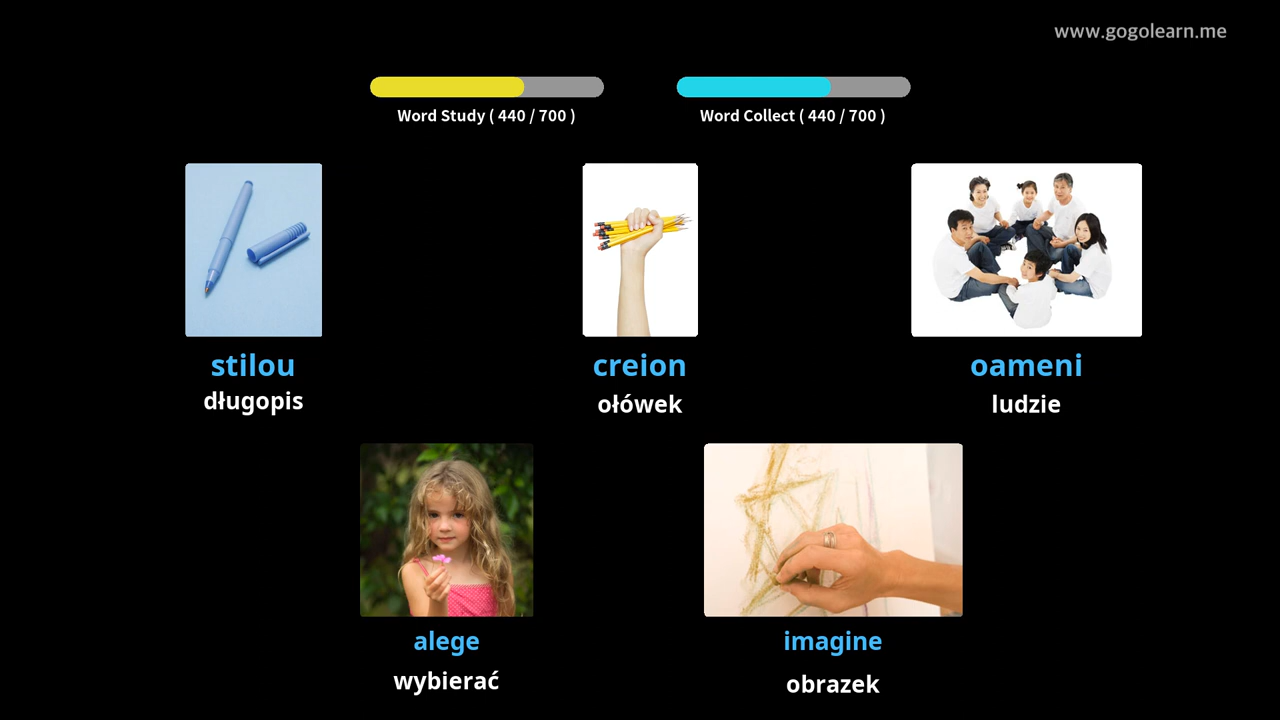 www.gogolearn.me
Word Study ( 440 / 700 )
Word Collect ( 440 / 700 )
stilou
długopis
creion
ołówek
oameni
ludzie
alege
wybierać
imagine
obrazek